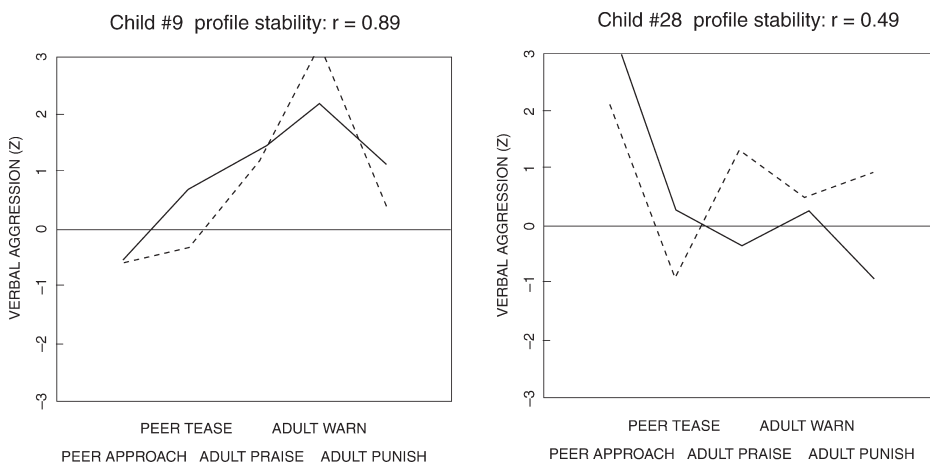 Child #9 profile stability: r = 0.89
VERBAL AGGRESSION (Z)
3
2
1
0
−1
−2
−3
PEER TEASE ADULT WARN
PEER APPROACH ADULT PRAISE ADULT PUNISH
Child #28 profile stability: r = 0.49
VERBAL AGGRESSION (Z)
3
2
1
0
−1
−2
−3
PEER TEASE ADULT WARN
PEER APPROACH ADULT PRAISE ADULT PUNISH